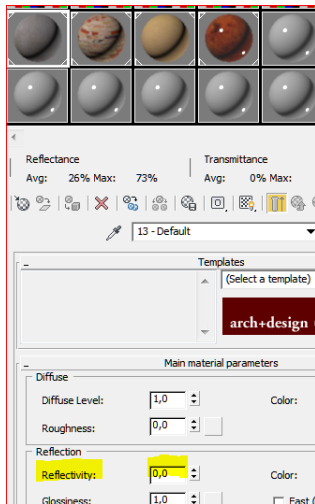 Reflectance Transmittance
Avg: 26% Max: 73% Avg: 0% Max:
13 - Default
Templates
(Select a template)
arch+design
Main material parameters
Diffuse
Diffuse Level: 1,0 Color:
Roughness: 0,0
Reflection
Reflectivity: 0,0 Color:
Glossiness: 1,0 Fast (